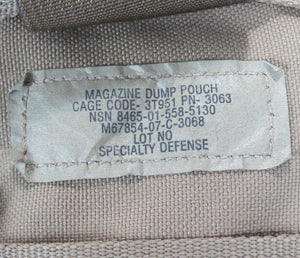 MAGAZINE DUMP POUCH
CAGE CODE- 3T951 PN- 3063
NSN 8465-01-558-5130
M67854-07-C-3068
LOT NO
SPECIALTY DEFENSE